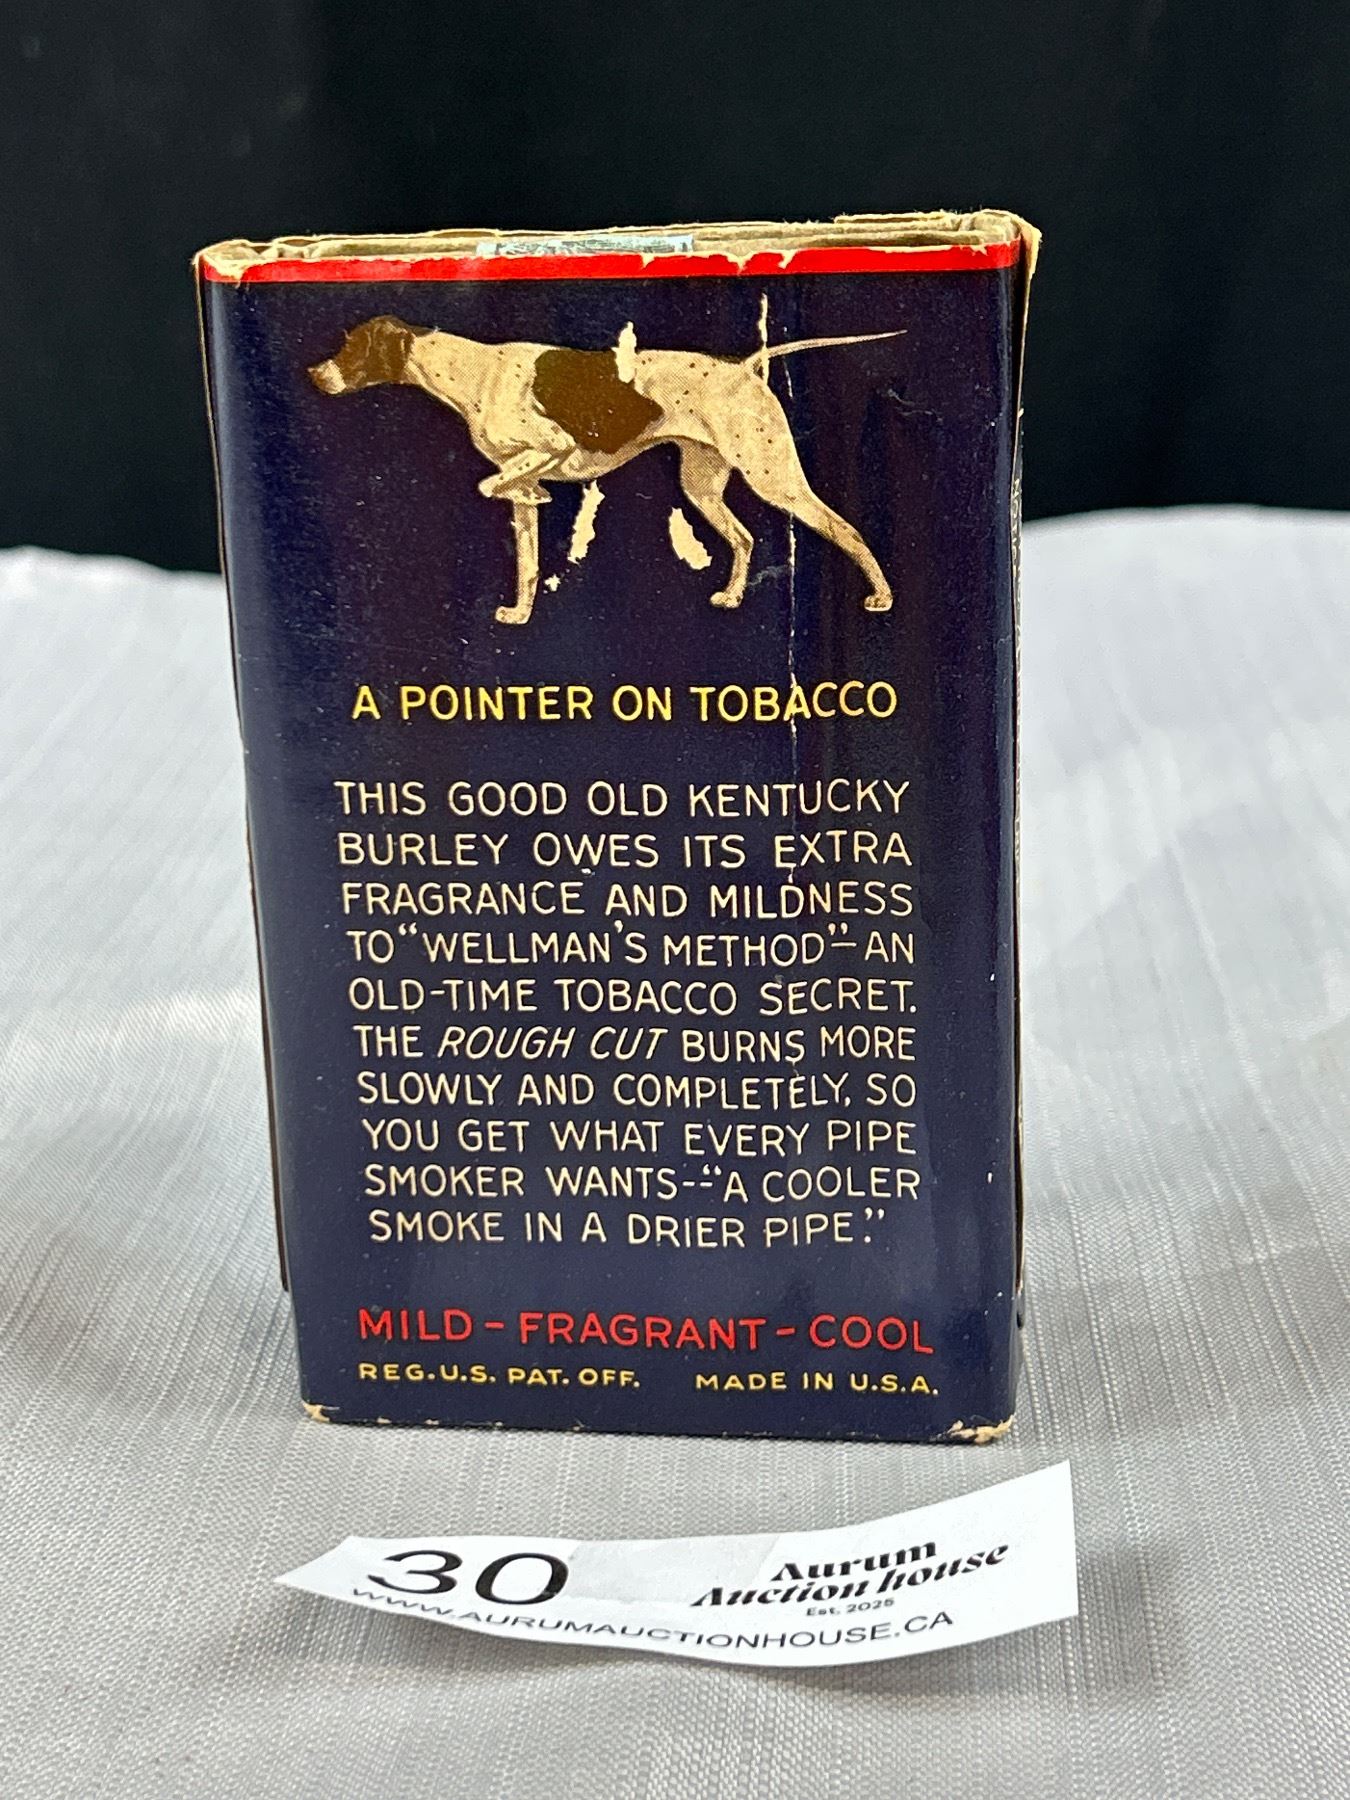 A POINTER ON TOBACCO
THIS GOOD OLD KENTUCKY
BURLEY OWES ITS EXTRA
FRAGRANCE AND MILDNESS
TO "WELLMAN'S METHOD"–AN
OLD-TIME TOBACCO SECRET.
THE ROUGH CUT BURNS MORE
SLOWLY AND COMPLETELY, SO
YOU GET WHAT EVERY PIPE
SMOKER WANTS--"A COOLER
SMOKE IN A DRIER PIPE."
MILD - FRAGRANT - COOL
REG. U.S. PAT. OFF. MADE IN U.S.A.
30
Aurum
Auction house
Est. 2025
WWW.AURUMAUCTIONHOUSE.CA